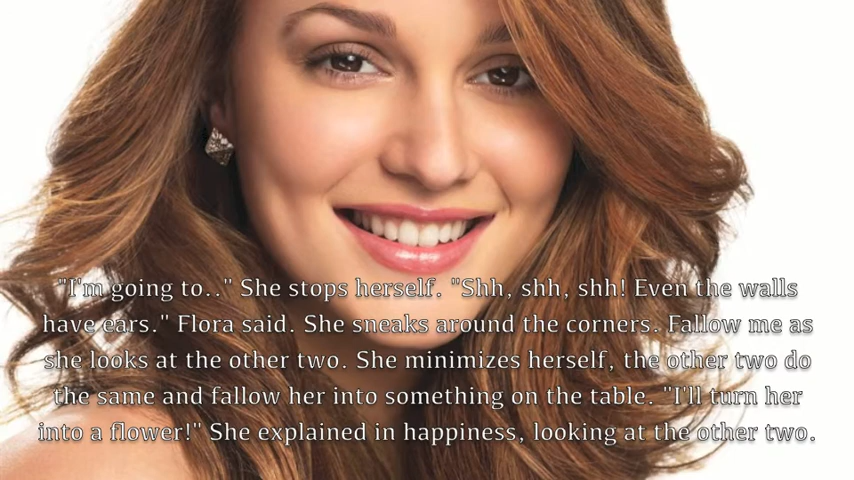 "I'm going to.." She stops herself. "Shh, shh, shh! Even the walls
have ears." Flora said. She sneaks around the corners. Fallow me as
she looks at the other two. She minimizes herself, the other two do
the same and fallow her into something on the table. "I'll turn her
into a flower!" She explained in happiness, looking at the other two.